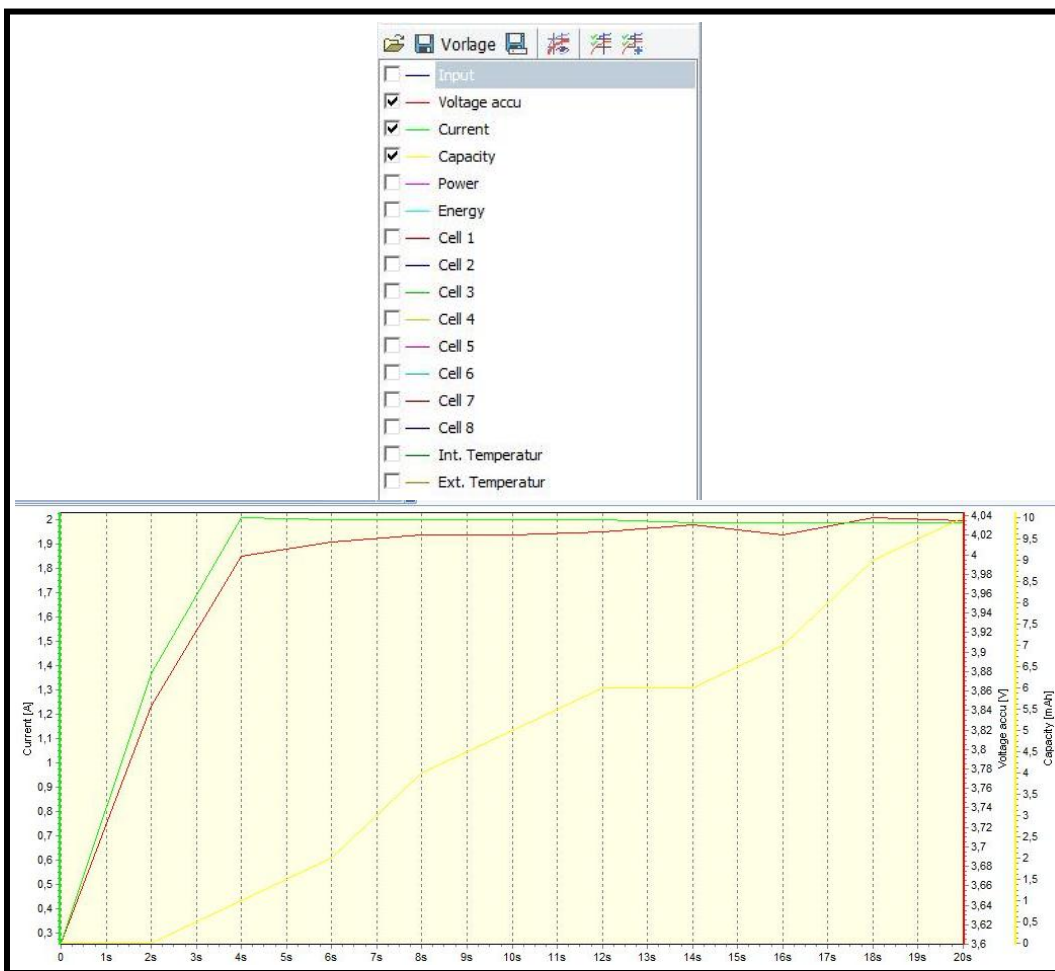 Vorlage
Input
Voltage accu
Current
Capacity
Power
Energy
Cell 1
Cell 2
Cell 3
Cell 4
Cell 5
Cell 6
Cell 7
Cell 8
Int. Temperatur
Ext. Temperatur
Current [A]
2
1,9
1,8
1,7
1,6
1,5
1,4
1,3
1,2
1,1
1
0,9
0,8
0,7
0,6
0,5
0,4
0,3
0 1s 2s 3s 4s 5s 6s 7s 8s 9s 10s 11s 12s 13s 14s 15s 16s 17s 18s 19s 20s
Voltage accu [V]
4,04
4,02
4
3,98
3,96
3,94
3,92
3,9
3,88
3,86
3,84
3,82
3,8
3,78
3,76
3,74
3,72
3,7
3,68
3,66
3,64
3,62
3,6
Capacity [mAh]
10
9,5
9
8,5
8
7,5
7
6,5
6
5,5
5
4,5
4
3,5
3
2,5
2
1,5
1
0,5
0